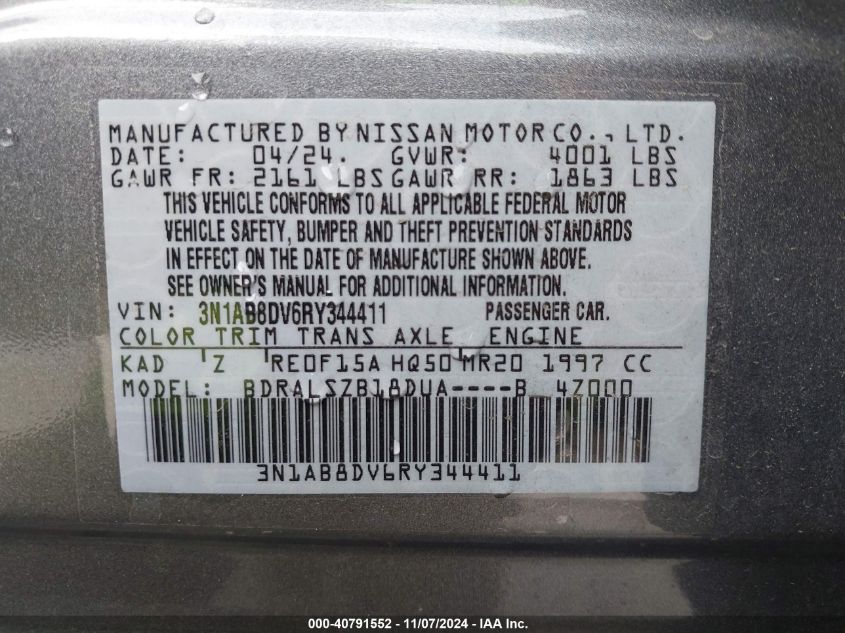 MANUFACTURED BY NISSAN MOTOR CO., LTD.
DATE: 04/24. GVWR: 4001 LBS
GAWR FR: 2161 LBS GAWR RR: 1863 LBS
THIS VEHICLE CONFORMS TO ALL APPLICABLE FEDERAL MOTOR
VEHICLE SAFETY, BUMPER AND THEFT PREVENTION STANDARDS
IN EFFECT ON THE DATE OF MANUFACTURE SHOWN ABOVE.
SEE OWNER'S MANUAL FOR ADDITIONAL INFORMATION.
VIN: 3N1AB8DV6RY344411 PASSENGER CAR.
COLOR TRIM TRANS AXLE ENGINE
KAD Z RE0F15A HQ50 MR20 1997 CC
MODEL: BDRALSZB18DUA----B 4Z000
3N1AB8DV6RY344411
000-40791552 - 11/07/2024 - IAA Inc.